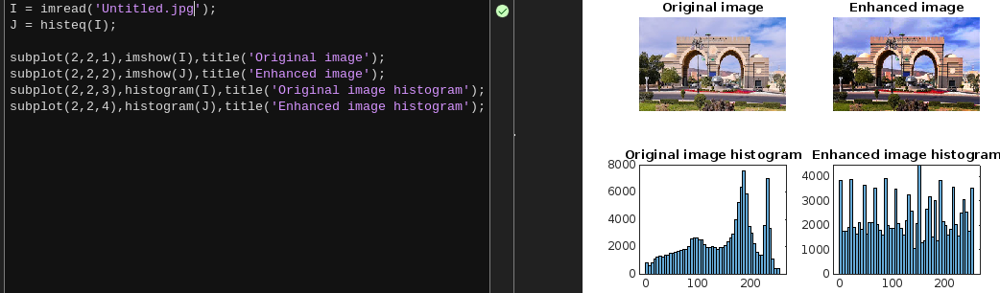 I = imread('Untitled.jpg');
J = histeq(I);
subplot(2,2,1),imshow(I),title('Original image');
subplot(2,2,2),imshow(J),title('Enhanced image');
subplot(2,2,3),histogram(I),title('Original image histogram');
subplot(2,2,4),histogram(J),title('Enhanced image histogram');
Original image
Enhanced image
Original image histogram
8000
6000
4000
2000
0
0 100 200
Enhanced image histogram
4000
3000
2000
1000
0
0 100 200